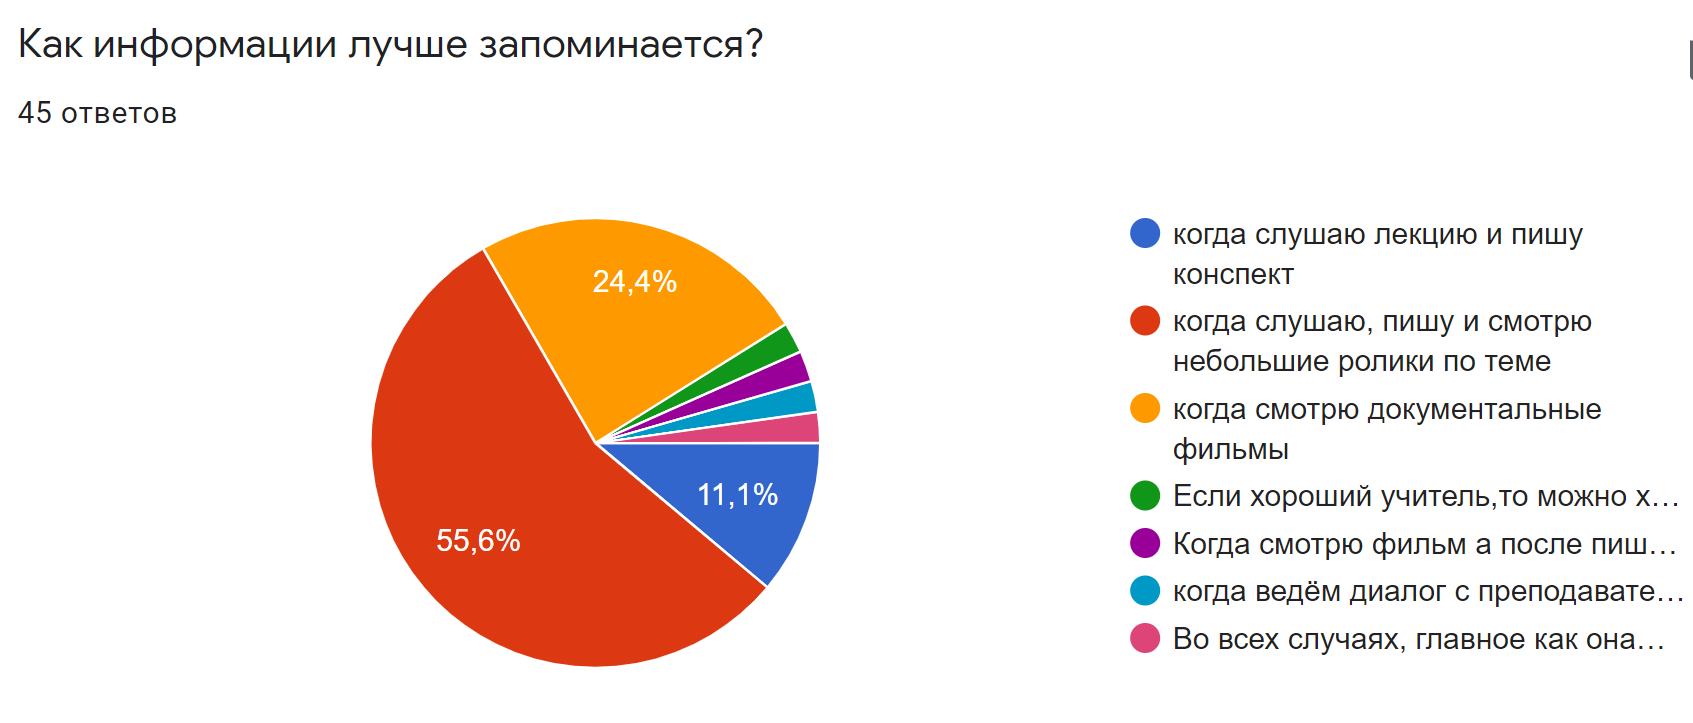 Как информации лучше запоминается?
45 ответов
24,4%
11,1%
55,6%
когда слушаю лекцию и пишу
конспект
когда слушаю, пишу и смотрю
небольшие ролики по теме
когда смотрю документальные
фильмы
Если хороший учитель,то можно х...
Когда смотрю фильм а после пиш...
когда ведём диалог с преподавате...
Во всех случаях, главное как она...